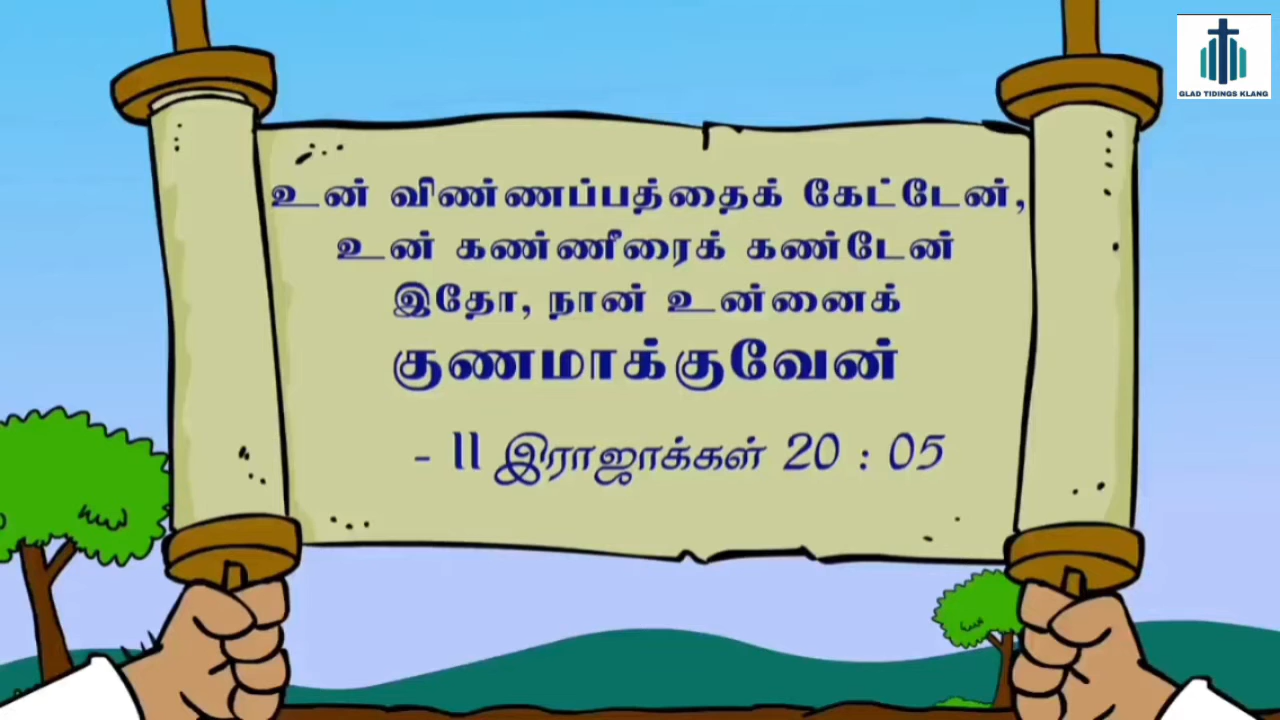 உன் விண்ணப்பத்தைக் கேட்டேன்,
உன் கண்ணீரைக் கண்டேன்
இதோ, நான் உன்னைக்
குணமாக்குவேன்
- II இராஜாக்கள் 20 : 05
GLAD TIDINGS KLANG